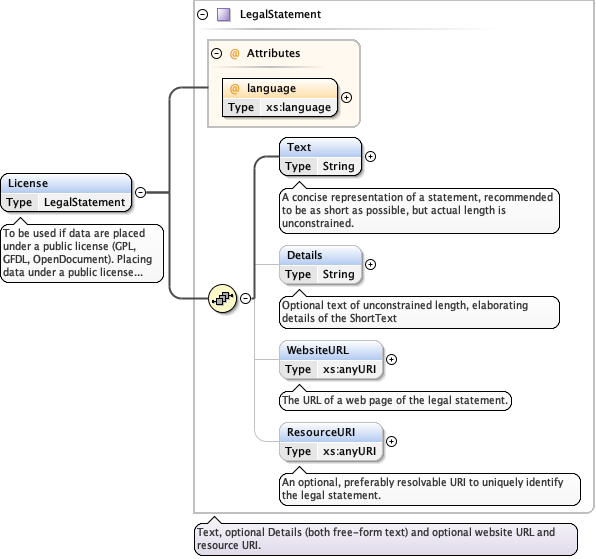 LegalStatement
@ Attributes
@ language
Type xs:language
License
Type LegalStatement
To be used if data are placed
under a public license (GPL,
GFDL, OpenDocument). Placing
data under a public license...
Text
Type String
A concise representation of a statement, recommended
to be as short as possible, but actual length is
unconstrained.
Details
Type String
Optional text of unconstrained length, elaborating
details of the ShortText
WebsiteURL
Type xs:anyURI
The URL of a web page of the legal statement.
ResourceURI
Type xs:anyURI
An optional, preferably resolvable URI to uniquely identify
the legal statement.
Text, optional Details (both free-form text) and optional website URL and
resource URI.